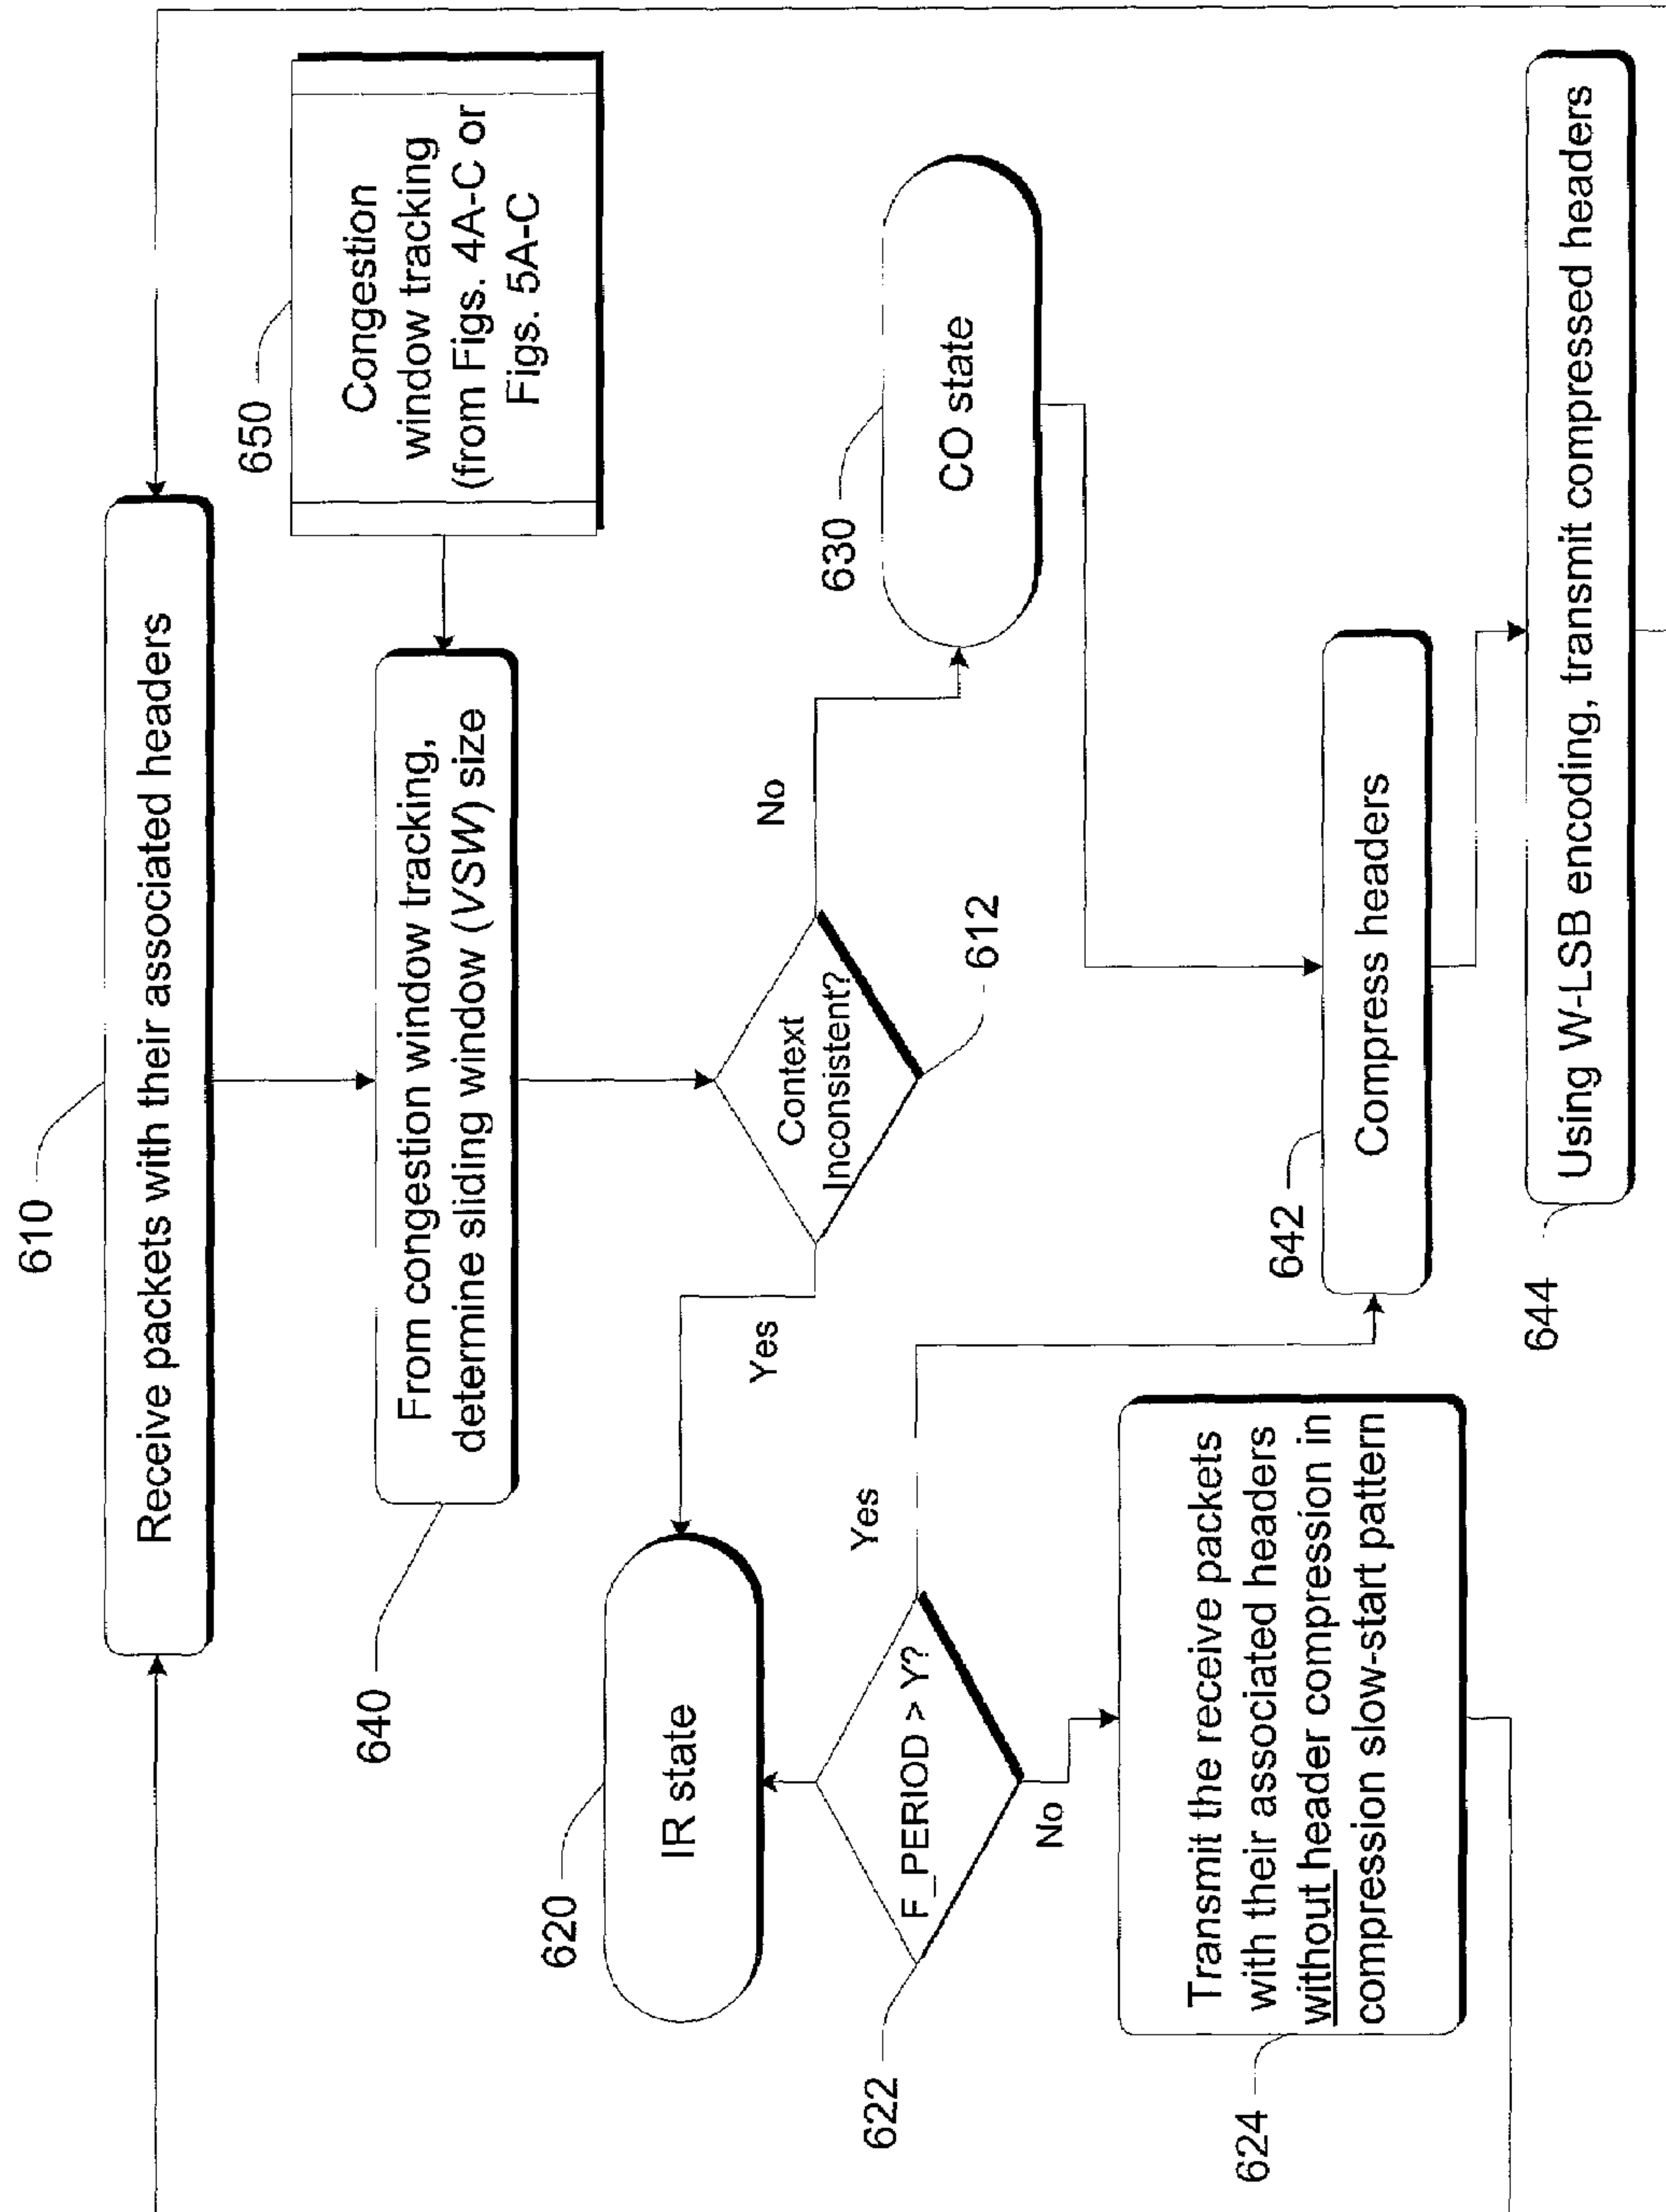 610
Receive packets with their associated headers
650
Congestion
window tracking
(from Figs. 4A-C or
Figs. 5A-C
640
From congestion window tracking,
determine sliding window (VSW) size
Context
Inconsistent?
612
Yes
No
620
IR state
630
CO state
622
F_PERIOD > Y?
Yes
No
624
Transmit the receive packets
with their associated headers
without header compression in
compression slow-start pattern
642
Compress headers
644
Using W-LSB encoding, transmit compressed headers